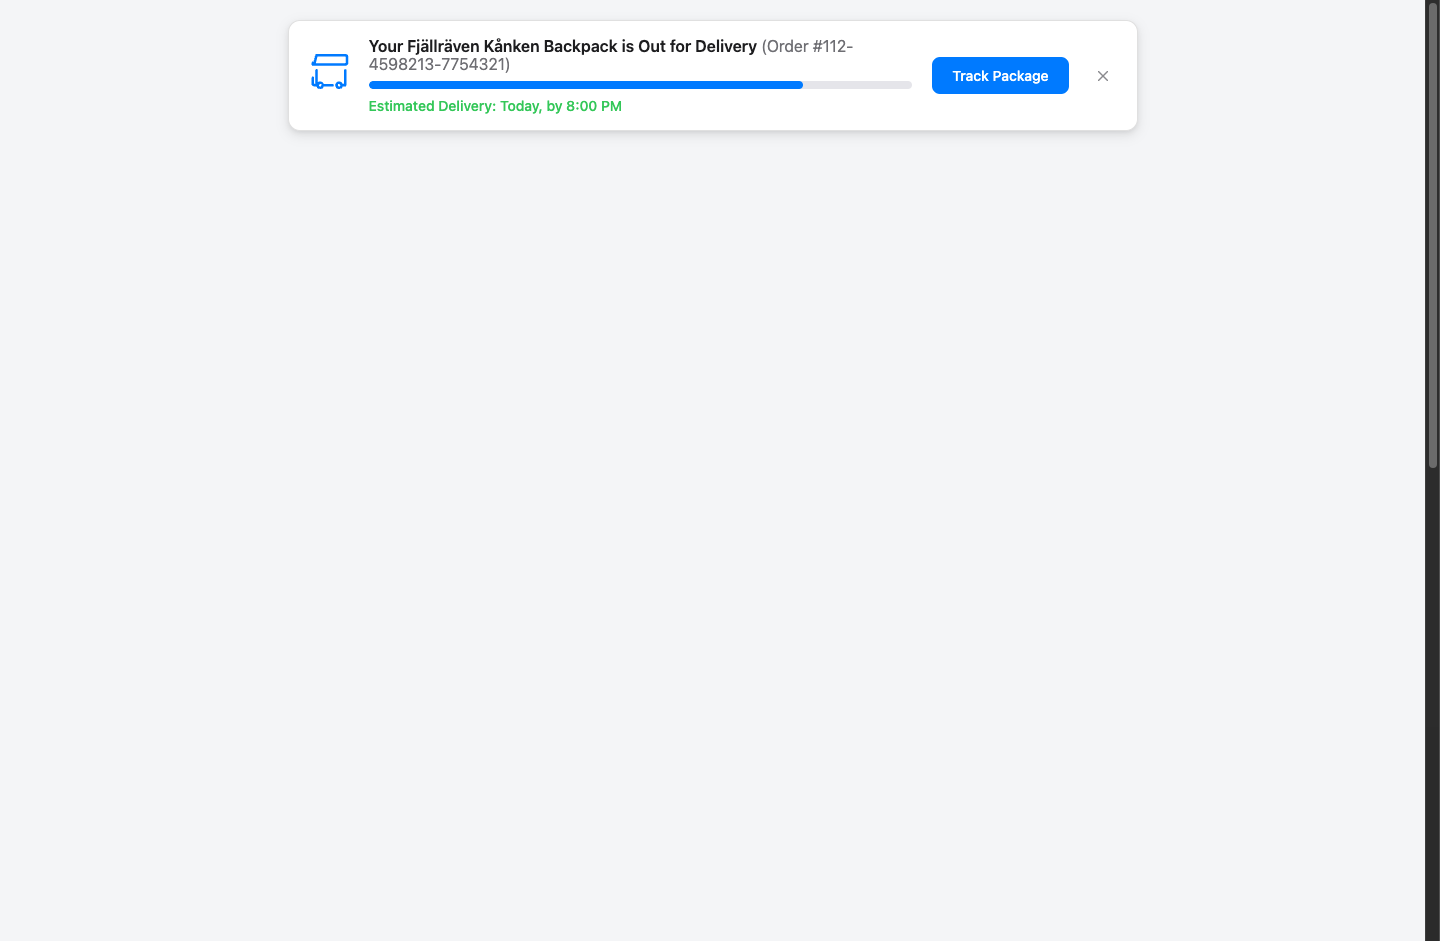 Your Fjällräven Kånken Backpack is Out for Delivery (Order #112-
4598213-7754321)
Estimated Delivery: Today, by 8:00 PM
Track Package